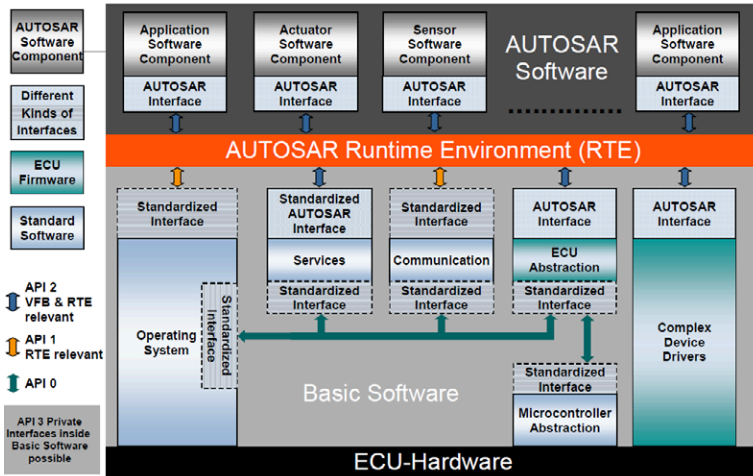 AUTOSAR
Software
Component
Different
Kinds of
Interfaces
ECU
Firmware
Standard
Software
API 2
VFB & RTE
relevant
API 1
RTE relevant
API 0
API 3 Private
Interfaces inside
Basic Software
possible
Application
Software
Component
AUTOSAR
Interface
Actuator
Software
Component
AUTOSAR
Interface
Sensor
Software
Component
AUTOSAR
Interface
AUTOSAR
Software
Application
Software
Component
AUTOSAR
Interface
AUTOSAR Runtime Environment (RTE)
Standardized
Interface
Operating
System
Standardized
Interface
Standardized
AUTOSAR
Interface
Services
Standardized
Interface
Standardized
Interface
Communication
Standardized
Interface
AUTOSAR
Interface
ECU
Abstraction
Standardized
Interface
Standardized
Interface
Microcontroller
Abstraction
AUTOSAR
Interface
Complex
Device
Drivers
Basic Software
ECU-Hardware